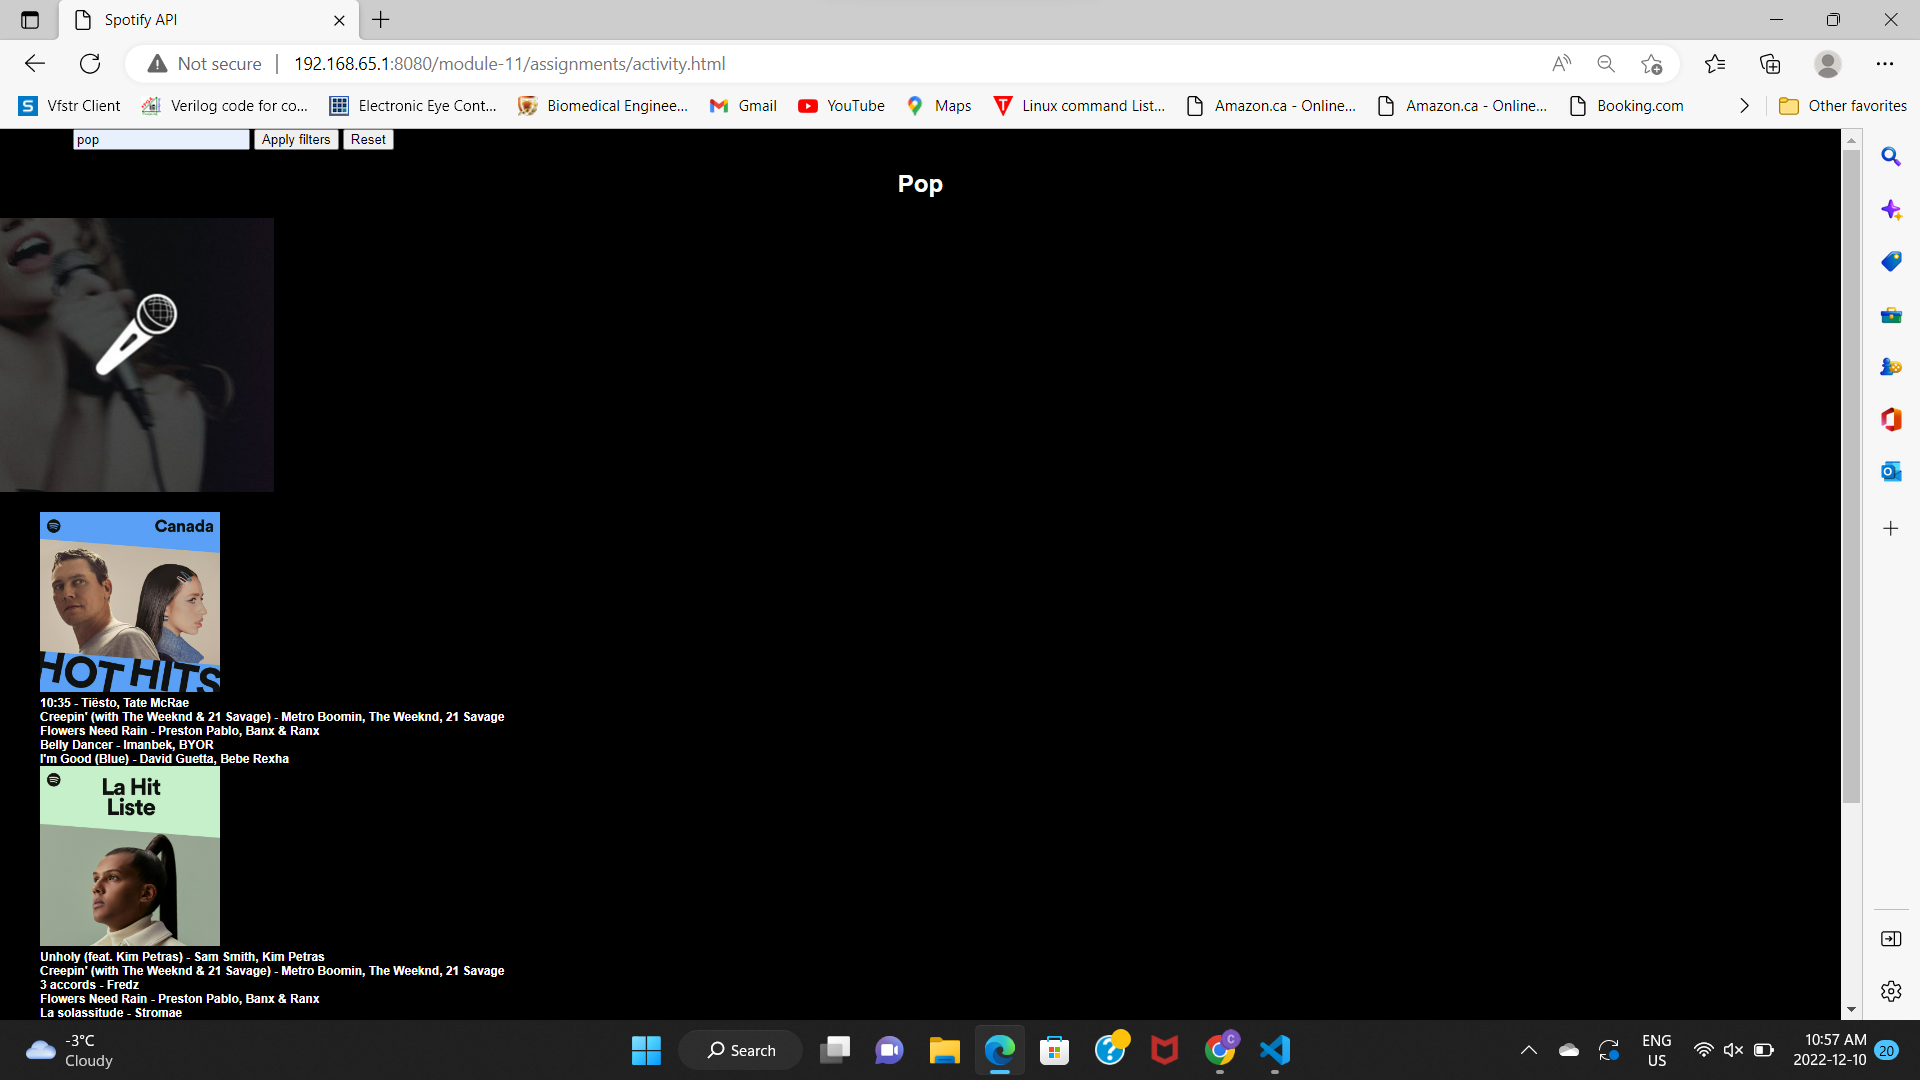 Spotify API
Not secure
192.168.65.1:8080/module-11/assignments/activity.html
Vfstr Client
Verilog code for co...
Electronic Eye Cont...
Biomedical Enginee...
Gmail
YouTube
Maps
Linux command List...
Amazon.ca - Online...
Amazon.ca - Online...
Booking.com
Other favorites
pop
Apply filters
Reset
Pop
Canada
HOT HITS
10:35 - Tiësto, Tate McRae
Creepin' (with The Weeknd & 21 Savage) - Metro Boomin, The Weeknd, 21 Savage
Flowers Need Rain - Preston Pablo, Banx & Ranx
Belly Dancer - Imanbek, BYOR
I'm Good (Blue) - David Guetta, Bebe Rexha
La Hit
Liste
Unholy (feat. Kim Petras) - Sam Smith, Kim Petras
Creepin' (with The Weeknd & 21 Savage) - Metro Boomin, The Weeknd, 21 Savage
3 accords - Fredz
Flowers Need Rain - Preston Pablo, Banx & Ranx
La solassitude - Stromae
-3°C
Cloudy
Search
C
ENG
US
10:57 AM
2022-12-10
20